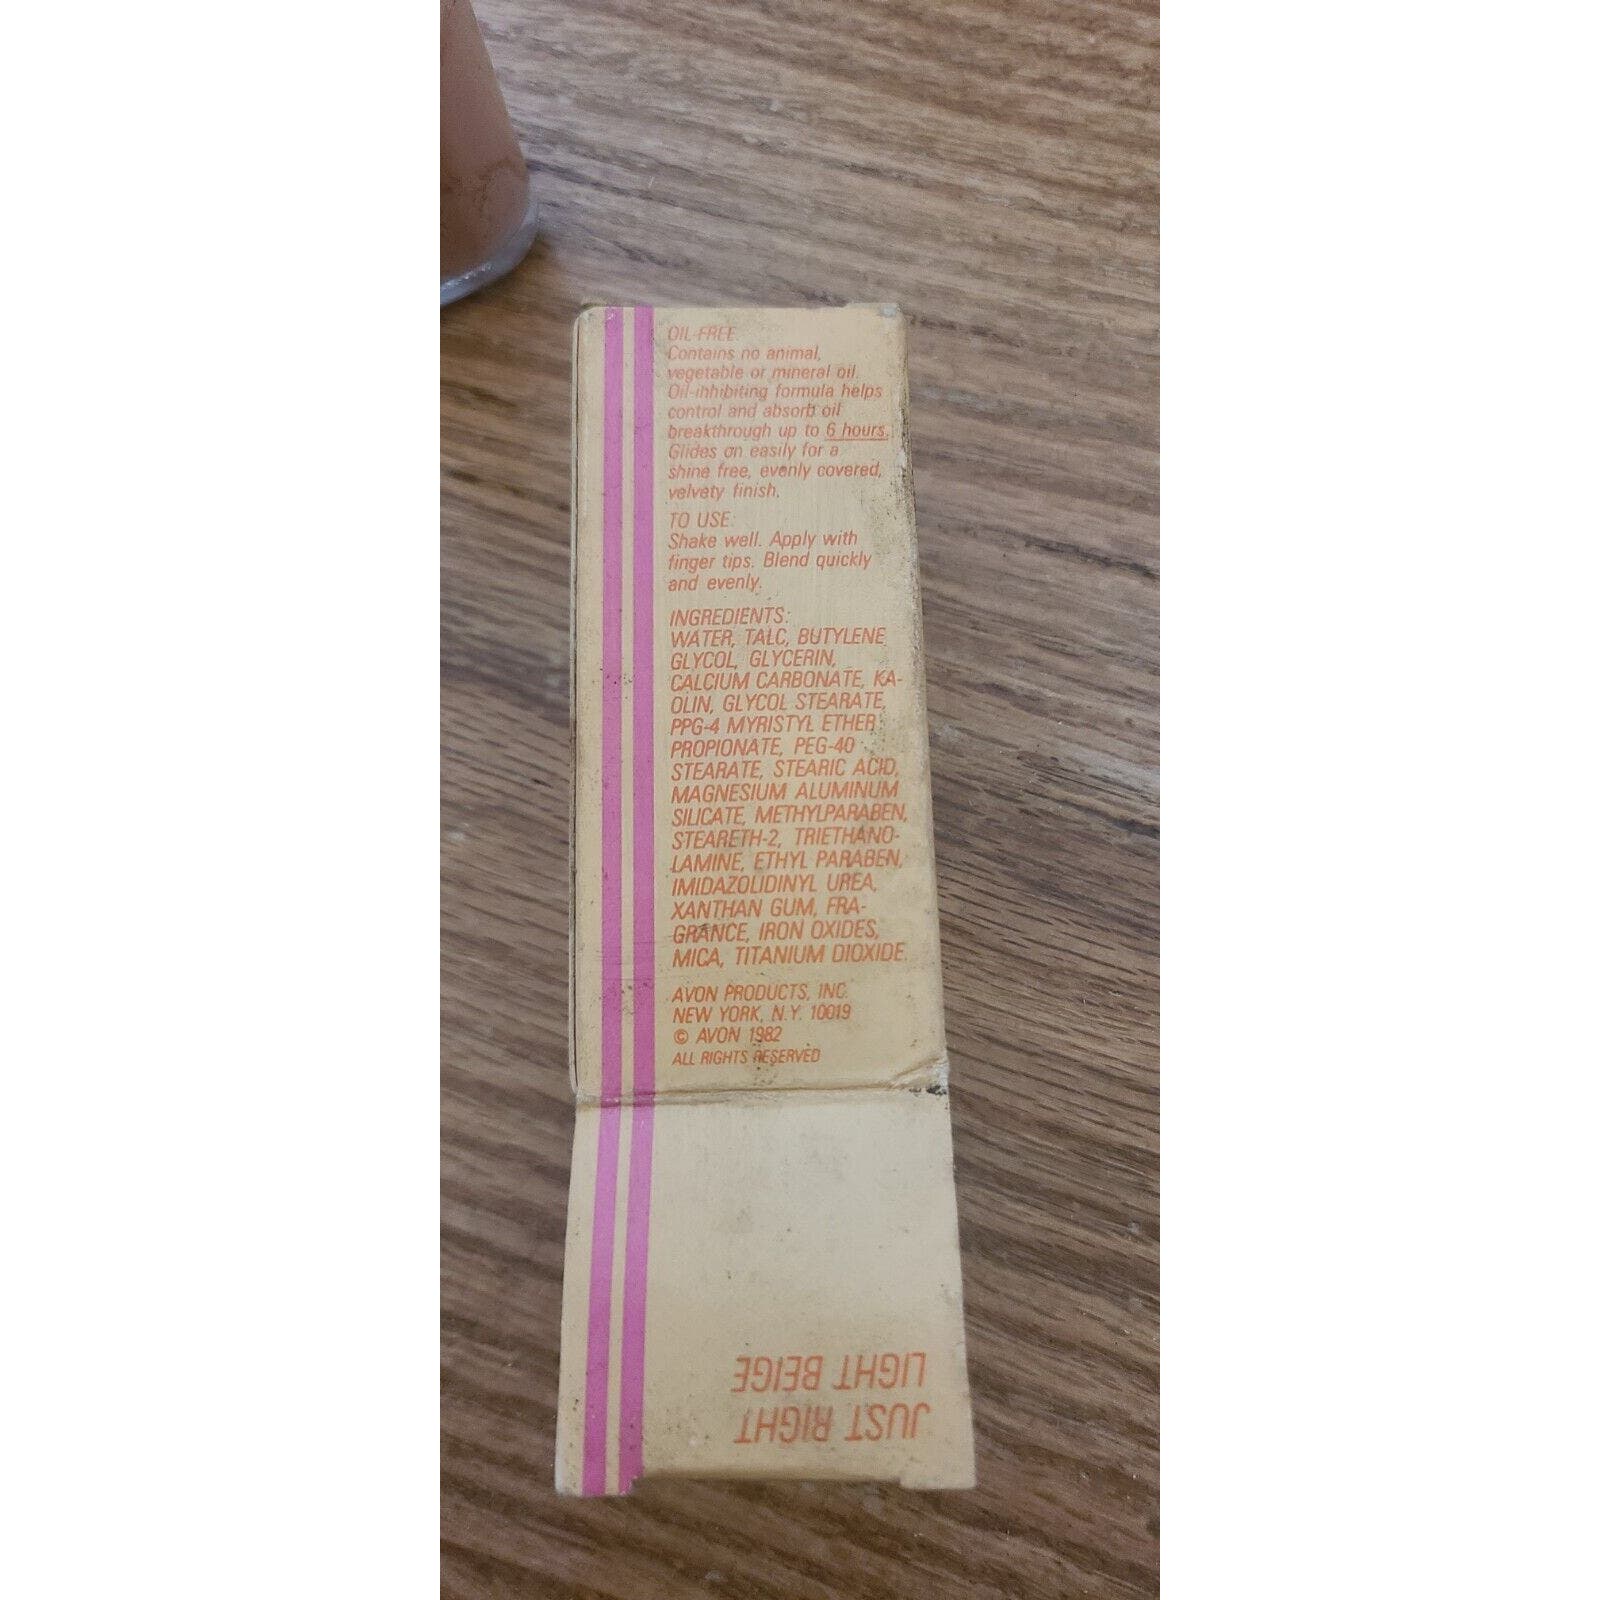 OIL-FREE.
Contains no animal,
vegetable or mineral oil.
Oil-inhibiting formula helps
control and absorb oil
breakthrough up to 6 hours.
Glides on easily for a
shine free, evenly covered,
velvety finish.
TO USE:
Shake well. Apply with
finger tips. Blend quickly
and evenly.
INGREDIENTS:
WATER, TALC, BUTYLENE
GLYCOL, GLYCERIN,
CALCIUM CARBONATE, KA-
OLIN, GLYCOL STEARATE,
PPG-4 MYRISTYL ETHER
PROPIONATE, PEG-40
STEARATE, STEARIC ACID,
MAGNESIUM ALUMINUM
SILICATE, METHYLPARABEN,
STEARETH-2, TRIETHANO-
LAMINE, ETHYL PARABEN,
IMIDAZOLIDINYL UREA,
XANTHAN GUM, FRA-
GRANCE, IRON OXIDES,
MICA, TITANIUM DIOXIDE.
AVON PRODUCTS, INC.
NEW YORK, N.Y. 10019
© AVON 1982
ALL RIGHTS RESERVED
JUST RIGHT
LIGHT BEIGE